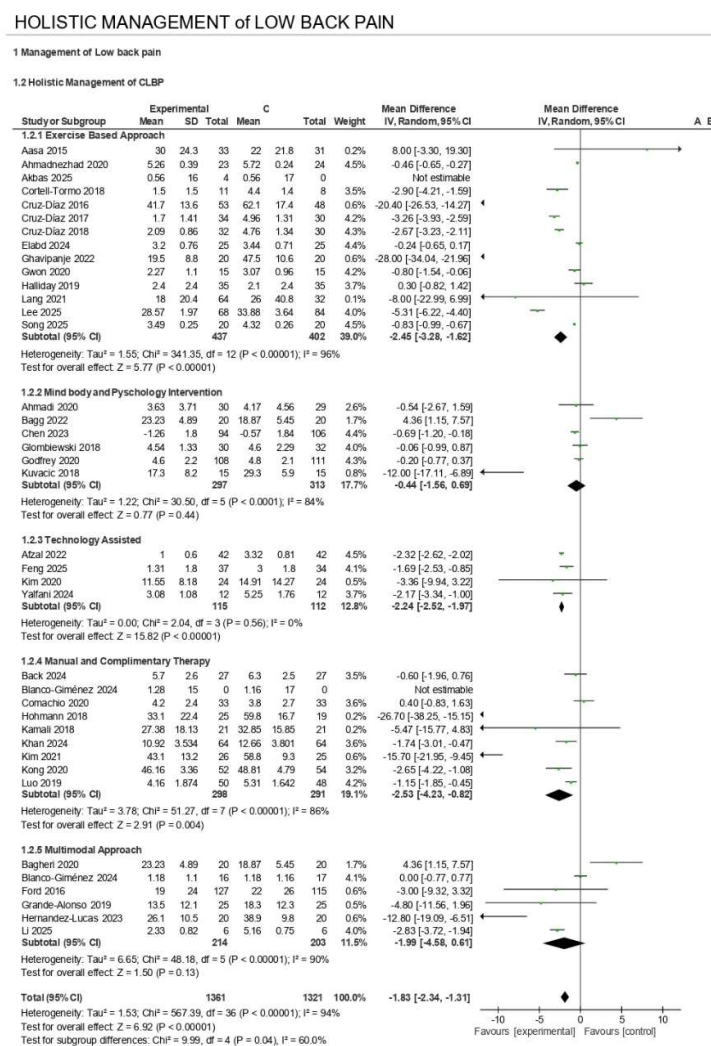 HOLISTIC MANAGEMENT of LOW BACK PAIN
1 Management of Low back pain
1.2 Holistic Management of CLBP
Experimental C Mean Difference Mean Difference
Study or Subgroup Mean SD Total Mean Total Weight IV, Random, 95% CI IV, Random, 95% CI A
1.2.1 Exercise Based Approach
Aasa 2015 30 24.3 33 22 21.8 31 0.2% 8.00 [-3.30, 19.30]
Ahmadnezhad 2020 5.26 0.39 23 5.72 0.24 24 4.5% -0.46 [-0.65, -0.27]
Akbas 2025 0.56 16 4 0.56 17 0 Not estimable
Cortell-Tormo 2018 1.5 1.5 11 4.4 1.4 8 3.6% -2.90 [-4.21, -1.59]
Cruz-Díaz 2016 41.7 13.6 53 62.1 17.4 48 0.6% -20.40 [-26.53, -14.27]
Cruz-Díaz 2017 1.7 1.41 34 4.96 1.31 30 4.2% -3.26 [-3.93, -2.59]
Cruz-Díaz 2018 2.09 0.86 32 4.76 1.34 30 4.3% -2.67 [-3.23, -2.11]
Elabd 2024 3.2 0.76 25 3.44 0.71 25 4.4% -0.24 [-0.65, 0.17]
Ghavipanje 2022 19.5 8.8 20 47.5 10.6 20 0.6% -28.00 [-34.04, -21.96]
Gwon 2020 2.27 1.1 15 3.07 0.96 15 4.2% -0.80 [-1.54, -0.06]
Halliday 2019 2.4 2.4 35 2.1 2.4 35 3.8% 0.30 [-0.82, 1.42]
Lang 2021 18 20.4 64 26 40.8 32 0.1% -8.00 [-22.99, 6.99]
Lee 2025 28.57 1.97 68 33.88 3.64 84 4.0% -5.31 [-6.22, -4.40]
Song 2025 3.49 0.25 20 4.32 0.26 20 4.5% -0.83 [-0.99, -0.67]
Subtotal (95% CI) 437 402 39.0% -2.45 [-3.28, -1.62]
Heterogeneity: Tau² = 1.55; Chi² = 341.35, df = 12 (P < 0.00001); I² = 96%
Test for overall effect: Z = 5.77 (P < 0.00001)
1.2.2 Mind body and Pyschology Intervention
Ahmadi 2020 3.63 3.71 30 4.17 4.56 29 2.6% -0.54 [-2.67, 1.59]
Bagg 2022 23.23 4.89 20 18.87 5.45 20 1.7% 4.36 [1.15, 7.57]
Chen 2023 -1.26 1.8 94 -0.57 1.84 106 4.4% -0.69 [-1.20, -0.18]
Glombiewski 2018 4.54 1.33 30 4.6 2.29 32 4.0% -0.06 [-0.99, 0.87]
Godfrey 2020 4.6 2.2 108 4.8 2.1 111 4.3% -0.20 [-0.77, 0.37]
Kuvacic 2018 17.3 8.2 15 29.3 5.9 15 0.8% -12.00 [-17.11, -6.89]
Subtotal (95% CI) 297 313 17.7% -0.44 [-1.56, 0.69]
Heterogeneity: Tau² = 1.22; Chi² = 30.50, df = 5 (P < 0.0001); I² = 84%
Test for overall effect: Z = 0.77 (P = 0.44)
1.2.3 Technology Assisted
Afzal 2022 1 0.6 42 3.32 0.81 42 4.5% -2.32 [-2.62, -2.02]
Feng 2025 1.31 1.8 37 3 1.8 34 4.1% -1.69 [-2.53, -0.85]
Kim 2020 11.55 8.18 24 14.91 14.27 24 0.5% -3.36 [-9.94, 3.22]
Yalfani 2024 3.08 1.08 12 5.25 1.76 12 3.7% -2.17 [-3.34, -1.00]
Subtotal (95% CI) 115 112 12.8% -2.24 [-2.52, -1.97]
Heterogeneity: Tau² = 0.00; Chi² = 2.04, df = 3 (P = 0.56); I² = 0%
Test for overall effect: Z = 15.82 (P < 0.00001)
1.2.4 Manual and Complimentary Therapy
Back 2024 5.7 2.6 27 6.3 2.5 27 3.5% -0.60 [-1.96, 0.76]
Blanco-Giménez 2024 1.28 15 0 1.16 17 0 Not estimable
Comachio 2020 4.2 2.4 33 3.8 2.7 33 3.7% 0.40 [-0.83, 1.63]
Hohmann 2018 33.1 22.4 25 59.8 16.7 19 0.2% -26.70 [-38.25, -15.15]
Kamali 2018 27.38 18.13 21 32.85 15.85 21 0.2% -5.47 [-15.77, 4.83]
Khan 2024 10.92 3.534 64 12.66 3.801 64 3.6% -1.74 [-3.01, -0.47]
Kim 2021 43.1 13.2 26 58.8 9.3 25 0.6% -15.70 [-21.95, -9.45]
Kong 2020 46.16 3.36 52 48.81 4.79 54 3.3% -2.65 [-4.22, -1.08]
Luo 2019 4.16 1.874 50 5.31 1.642 48 4.2% -1.15 [-1.85, -0.45]
Subtotal (95% CI) 298 291 19.1% -2.53 [-4.23, -0.82]
Heterogeneity: Tau² = 3.78; Chi² = 51.27, df = 7 (P < 0.00001); I² = 86%
Test for overall effect: Z = 2.91 (P = 0.004)
1.2.5 Multimodal Approach
Bagheri 2020 23.23 4.89 20 18.87 5.45 20 1.7% 4.36 [1.15, 7.57]
Blanco-Giménez 2024 1.18 1.1 16 1.18 1.16 17 4.2% 0.00 [-0.77, 0.77]
Ford 2016 19 24 127 22 26 115 0.6% -3.00 [-9.32, 3.32]
Grande-Alonso 2019 13.5 12.1 25 18.3 12.3 25 0.5% -4.80 [-11.56, 1.96]
Hernandez-Lucas 2023 26.1 10.5 20 38.9 9.8 20 0.6% -12.80 [-19.09, -6.51]
Li 2025 2.33 0.82 6 5.16 0.75 6 4.0% -2.83 [-3.72, -1.94]
Subtotal (95% CI) 214 203 11.5% -1.99 [-4.58, 0.61]
Heterogeneity: Tau² = 6.65; Chi² = 48.18, df = 5 (P < 0.00001); I² = 90%
Test for overall effect: Z = 1.50 (P = 0.13)
Total (95% CI) 1361 1321 100.0% -1.83 [-2.34, -1.31]
Heterogeneity: Tau² = 1.53; Chi² = 567.39, df = 36 (P < 0.00001); I² = 94%
Test for overall effect: Z = 6.92 (P < 0.00001)
Test for subgroup differences: Chi² = 9.99, df = 4 (P = 0.04), I² = 60.0%
-10 -5 0 5 10
Favours [experimental] Favours [control]